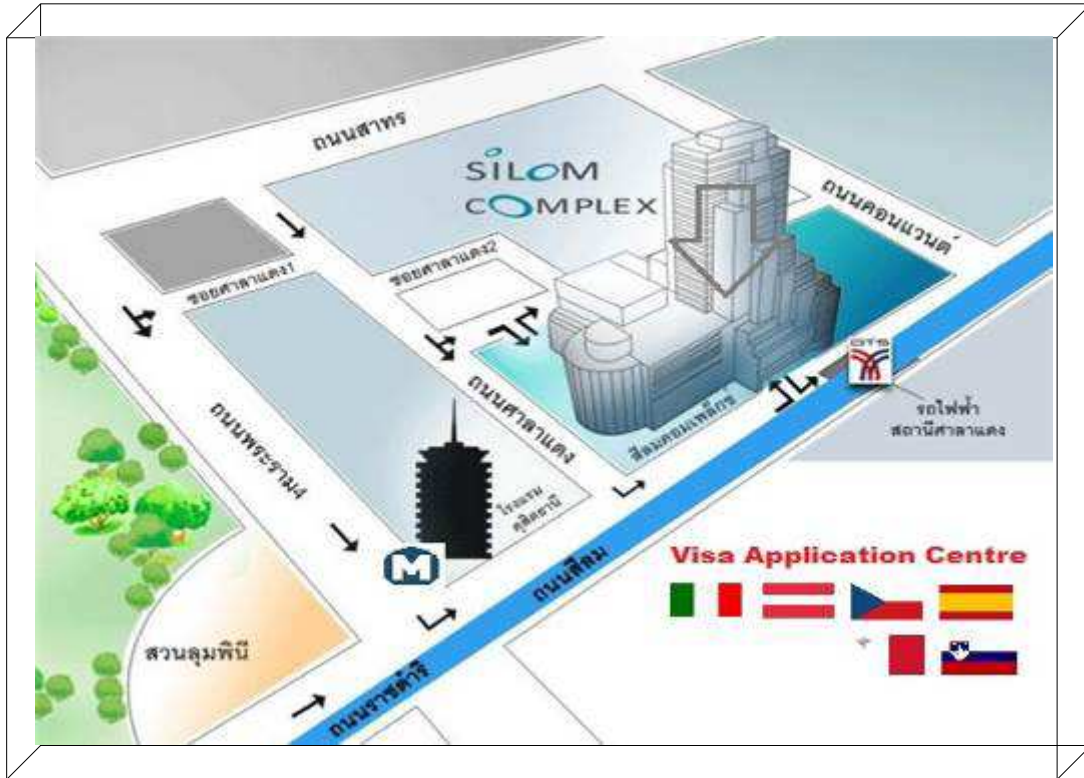 ถนนสาทร
SILOM
COMPLEX
ถนนคอนแวนต์
ซอยศาลาแดง1
ซอยศาลาแดง2
BTS
รถไฟฟ้า
สถานีศาลาแดง
ถนนศาลาแดง
สีลมคอมเพล็กซ์
ถนนพระราม4
โรงแรม
ดุสิตธานี
M
ถนนสีลม
Visa Application Centre
สวนลุมพินี
ถนนราชดำริ